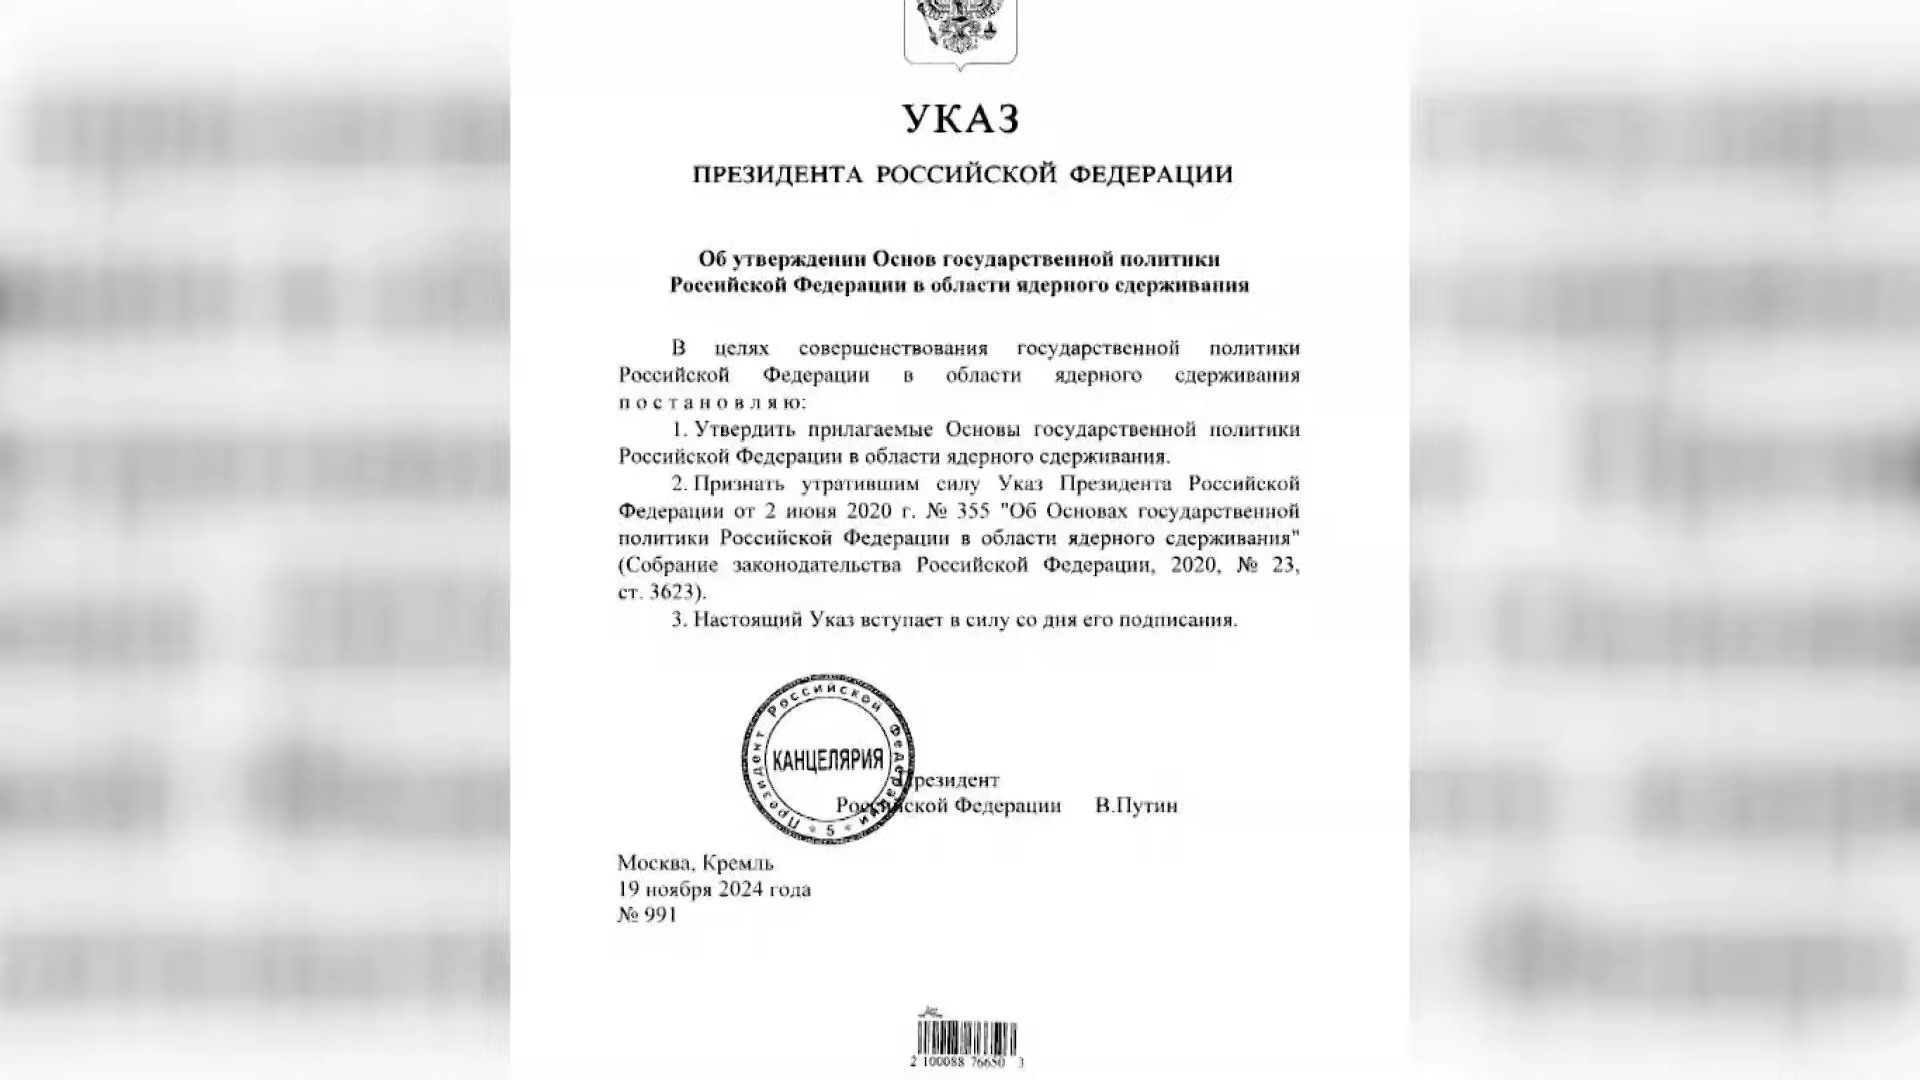 УКАЗ
ПРЕЗИДЕНТА РОССИЙСКОЙ ФЕДЕРАЦИИ
Об утверждении Основ государственной политики
Российской Федерации в области ядерного сдерживания
В целях совершенствования государственной политики
Российской Федерации в области ядерного сдерживания
п о с т а н о в л я ю:
1. Утвердить прилагаемые Основы государственной политики
Российской Федерации в области ядерного сдерживания.
2. Признать утратившим силу Указ Президента Российской
Федерации от 2 июня 2020 г. № 355 "Об Основах государственной
политики Российской Федерации в области ядерного сдерживания"
(Собрание законодательства Российской Федерации, 2020, № 23,
ст. 3623).
3. Настоящий Указ вступает в силу со дня его подписания.
Президент Российской Федерации
КАНЦЕЛЯРИЯ
* 5 *
Президент
Российской Федерации В.Путин
Москва, Кремль
19 ноября 2024 года
№ 991
2 100088 76650 3